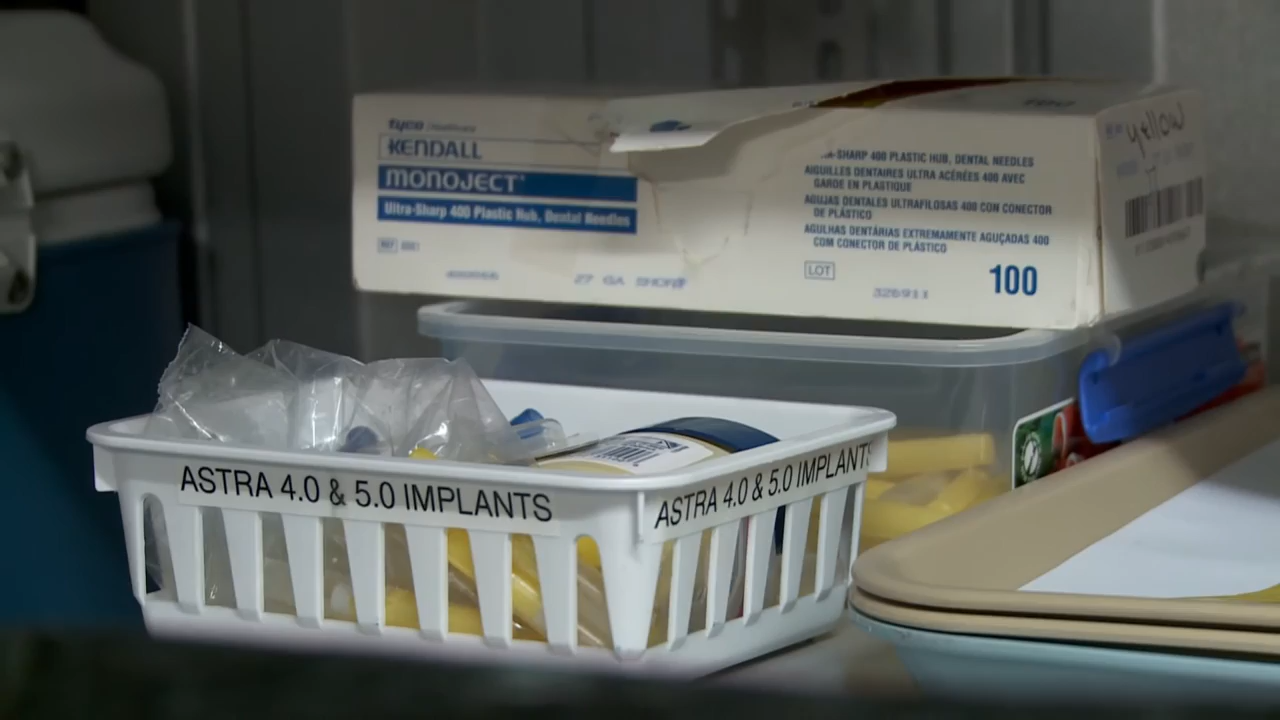 tyco Healthcare
KENDALL
MONOJECT
Ultra-Sharp 400 Plastic Hub, Dental Needles
REF
27 GA SHORT
-SHARP 400 PLASTIC HUB, DENTAL NEEDLES
AIGUILLES DENTAIRES ULTRA ACÉRÉES 400 AVEC
GARDE EN PLASTIQUE
AGUJAS DENTALES ULTRAFILOSAS 400 CON CONECTOR
DE PLÁSTICO
AGULHAS DENTÁRIAS EXTREMAMENTE AGUÇADAS 400
COM CONECTOR DE PLÁSTICO
LOT
326911
100
yellow
ASTRA 4.0 & 5.0 IMPLANTS
ASTRA 4.0 & 5.0 IMPLANTS